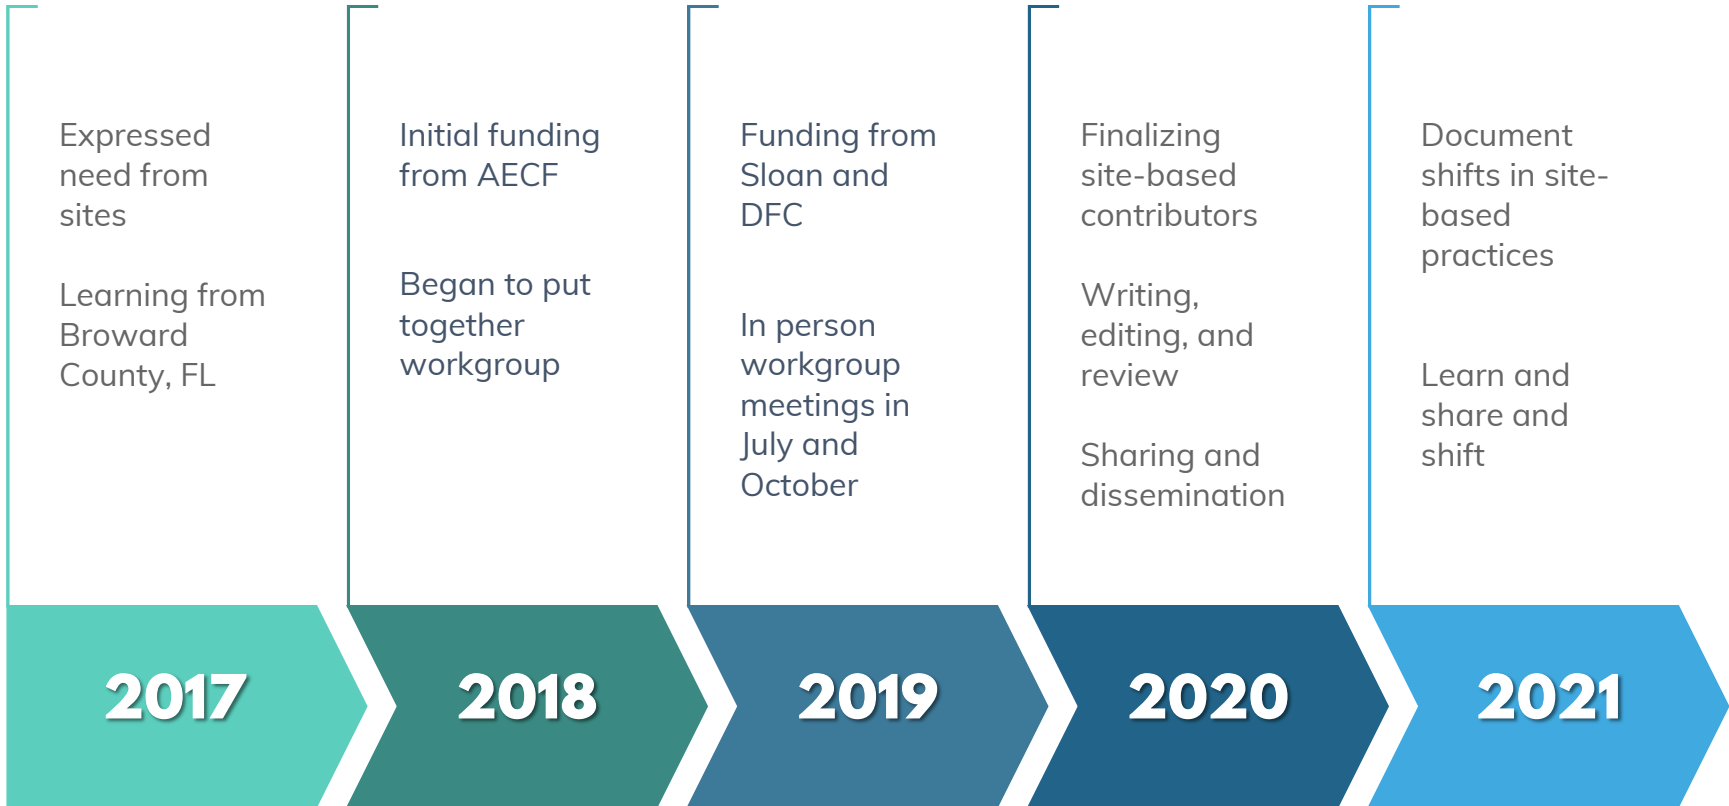 Expressed
need from
sites
Learning from
Broward
County, FL
2017
Initial funding
from AECF
Began to put
together
workgroup
2018
Funding from
Sloan and
DFC
In person
workgroup
meetings in
July and
October
2019
Finalizing
site-based
contributors
Writing,
editing, and
review
Sharing and
dissemination
2020
Document
shifts in site-
based
practices
Learn and
share and
shift
2021